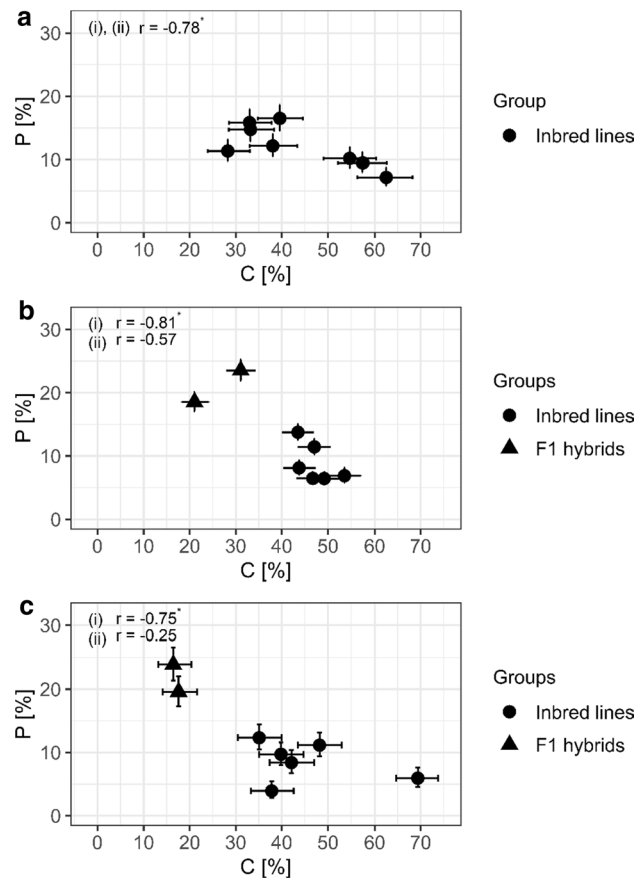 a
(i), (ii) r = -0.78*
30
20
10
0
P [%]
0 10 20 30 40 50 60 70
C [%]
Group
Inbred lines
b
(i) r = -0.81*
(ii) r = -0.57
30
20
10
0
P [%]
0 10 20 30 40 50 60 70
C [%]
Groups
Inbred lines
F1 hybrids
c
(i) r = -0.75*
(ii) r = -0.25
30
20
10
0
P [%]
0 10 20 30 40 50 60 70
C [%]
Groups
Inbred lines
F1 hybrids